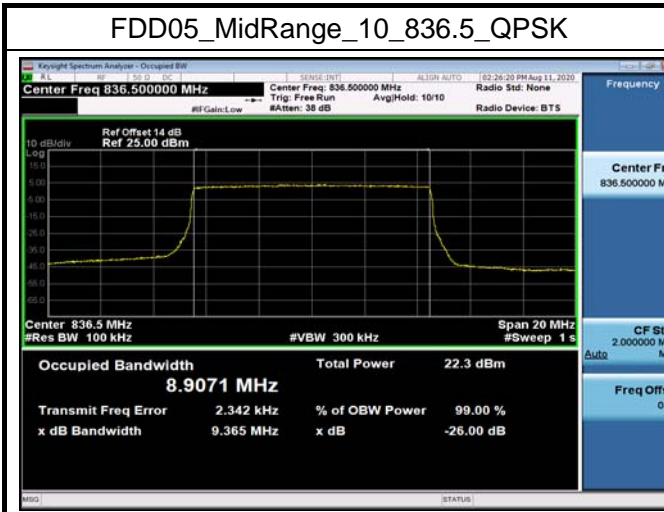 FDD05_MidRange_10_836.5_QPSK
Keysight Spectrum Analyzer - Occupied BW
RL RF 50 Ω DC SENSE:INT ALIGN AUTO 02:26:20 PM Aug 11, 2020
Center Freq 836.500000 MHz
Center Freq: 836.500000 MHz
Radio Std: None
Trig: Free Run Avg|Hold: 10/10
#IFGain:Low #Atten: 38 dB Radio Device: BTS
Frequency
Ref Offset 14 dB
10 dB/div Ref 25.00 dBm
Log
15.0
5.00
-5.00
-15.0
-25.0
-35.0
-45.0
-55.0
-65.0
Center 836.5 MHz Span 20 MHz
#Res BW 100 kHz #VBW 300 kHz #Sweep 1 s
Center Fr
836.500000 M
CF St
2.000000 M
Auto M
Freq Offs
0
Occupied Bandwidth Total Power 22.3 dBm
8.9071 MHz
Transmit Freq Error 2.342 kHz % of OBW Power 99.00 %
x dB Bandwidth 9.365 MHz x dB -26.00 dB
MSG STATUS